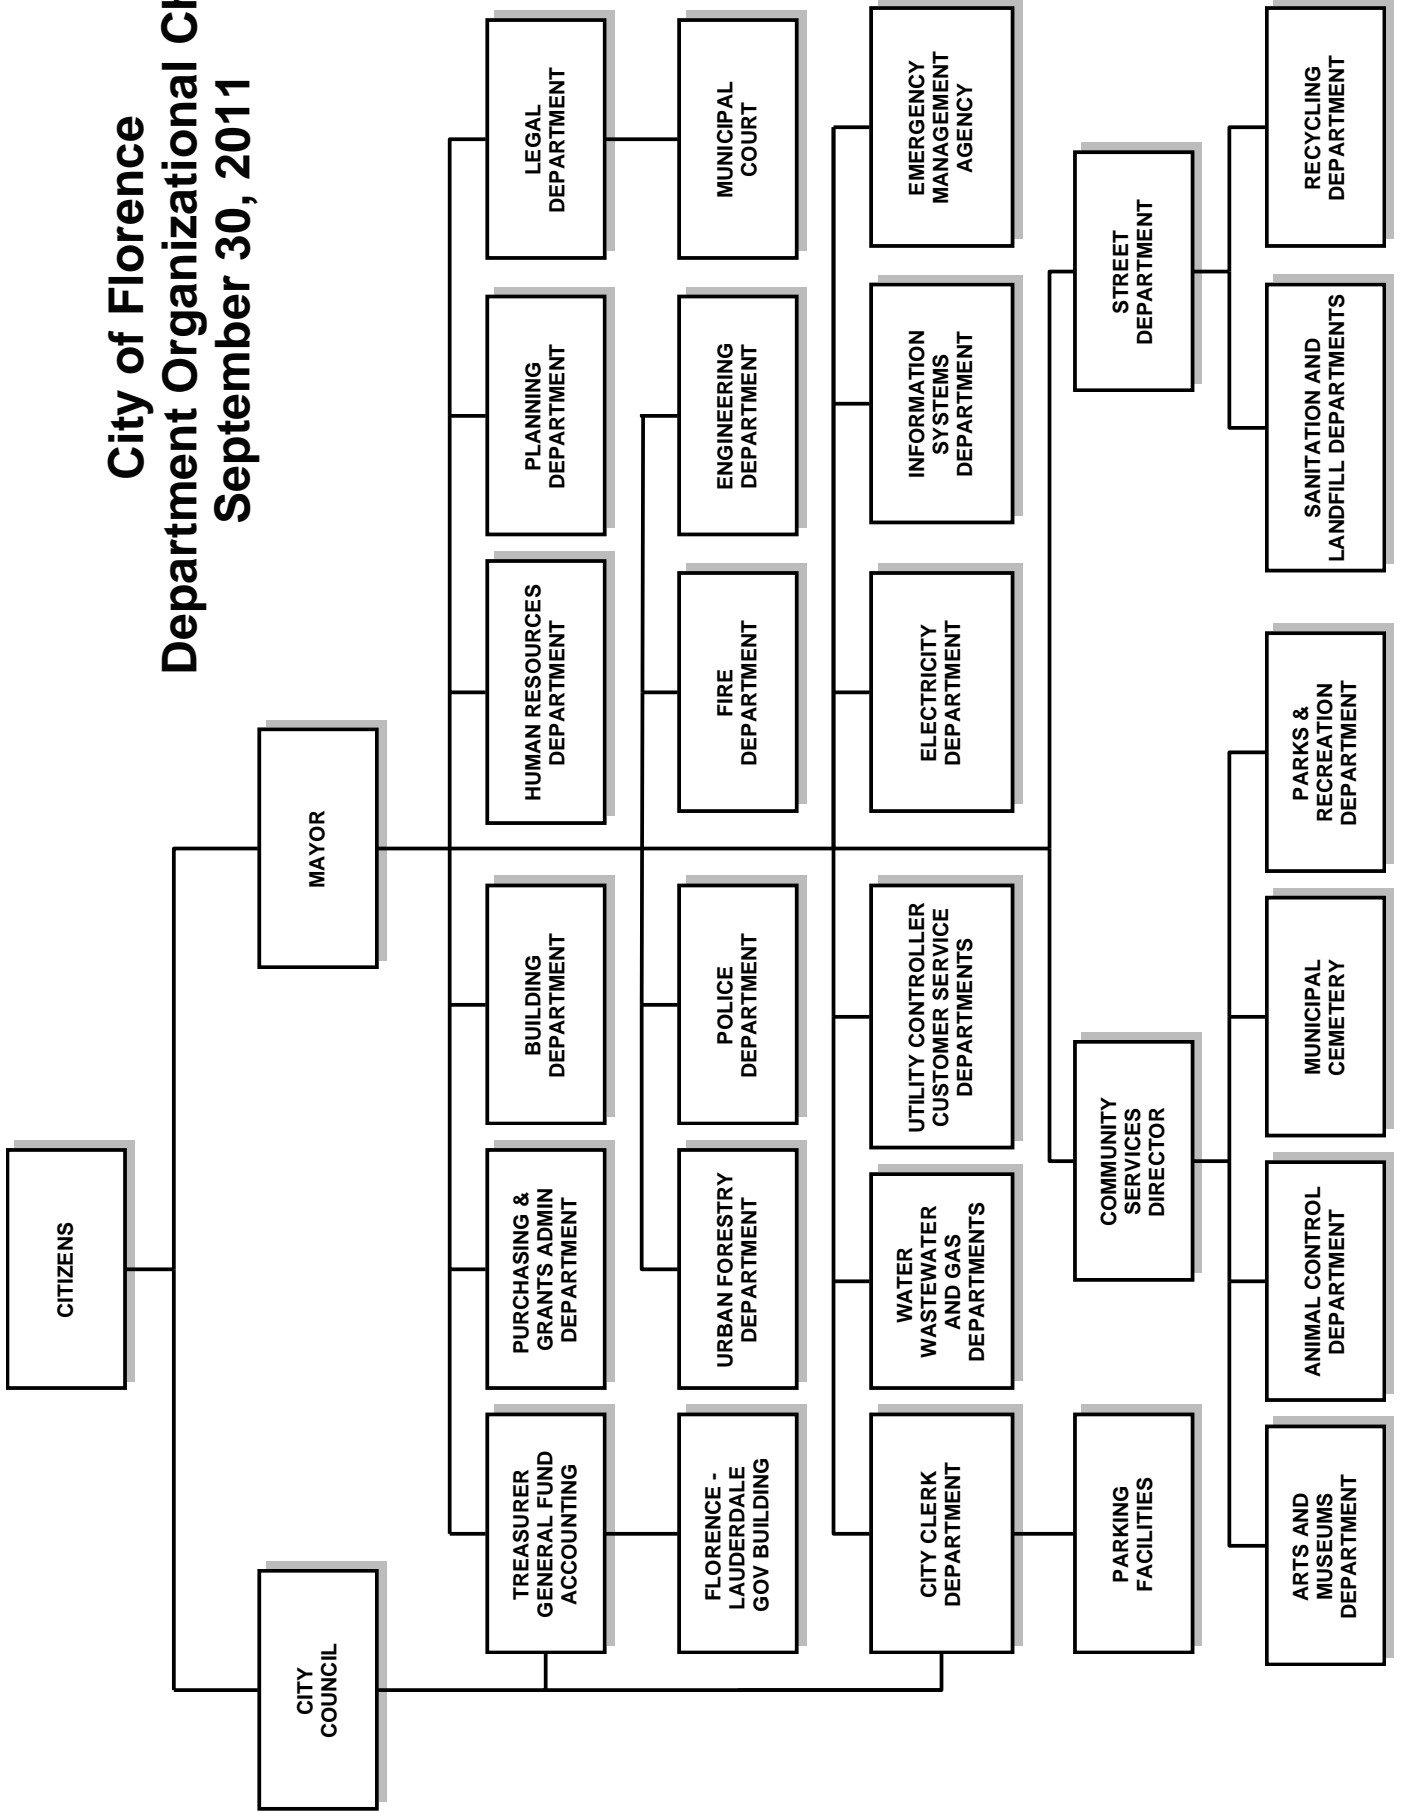 City of Florence
Department Organizational
September 30, 2011
CITIZENS
CITY
COUNCIL
MAYOR
TREASURER
GENERAL FUND
ACCOUNTING
PURCHASING &
GRANTS ADMIN
DEPARTMENT
BUILDING
DEPARTMENT
HUMAN RESOURCES
DEPARTMENT
PLANNING
DEPARTMENT
LEGAL
DEPARTMENT
FLORENCE -
LAUDERDALE
GOV BUILDING
URBAN FORESTRY
DEPARTMENT
POLICE
DEPARTMENT
FIRE
DEPARTMENT
ENGINEERING
DEPARTMENT
MUNICIPAL
COURT
CITY CLERK
DEPARTMENT
WATER
WASTEWATER
AND GAS
DEPARTMENTS
UTILITY CONTROLLER
CUSTOMER SERVICE
DEPARTMENTS
ELECTRICITY
DEPARTMENT
INFORMATION
SYSTEMS
DEPARTMENT
EMERGENCY
MANAGEMENT
AGENCY
PARKING
FACILITIES
COMMUNITY
SERVICES
DIRECTOR
STREET
DEPARTMENT
ARTS AND
MUSEUMS
DEPARTMENT
ANIMAL CONTROL
DEPARTMENT
MUNICIPAL
CEMETERY
PARKS &
RECREATION
DEPARTMENT
SANITATION AND
LANDFILL DEPARTMENTS
RECYCLING
DEPARTMENT